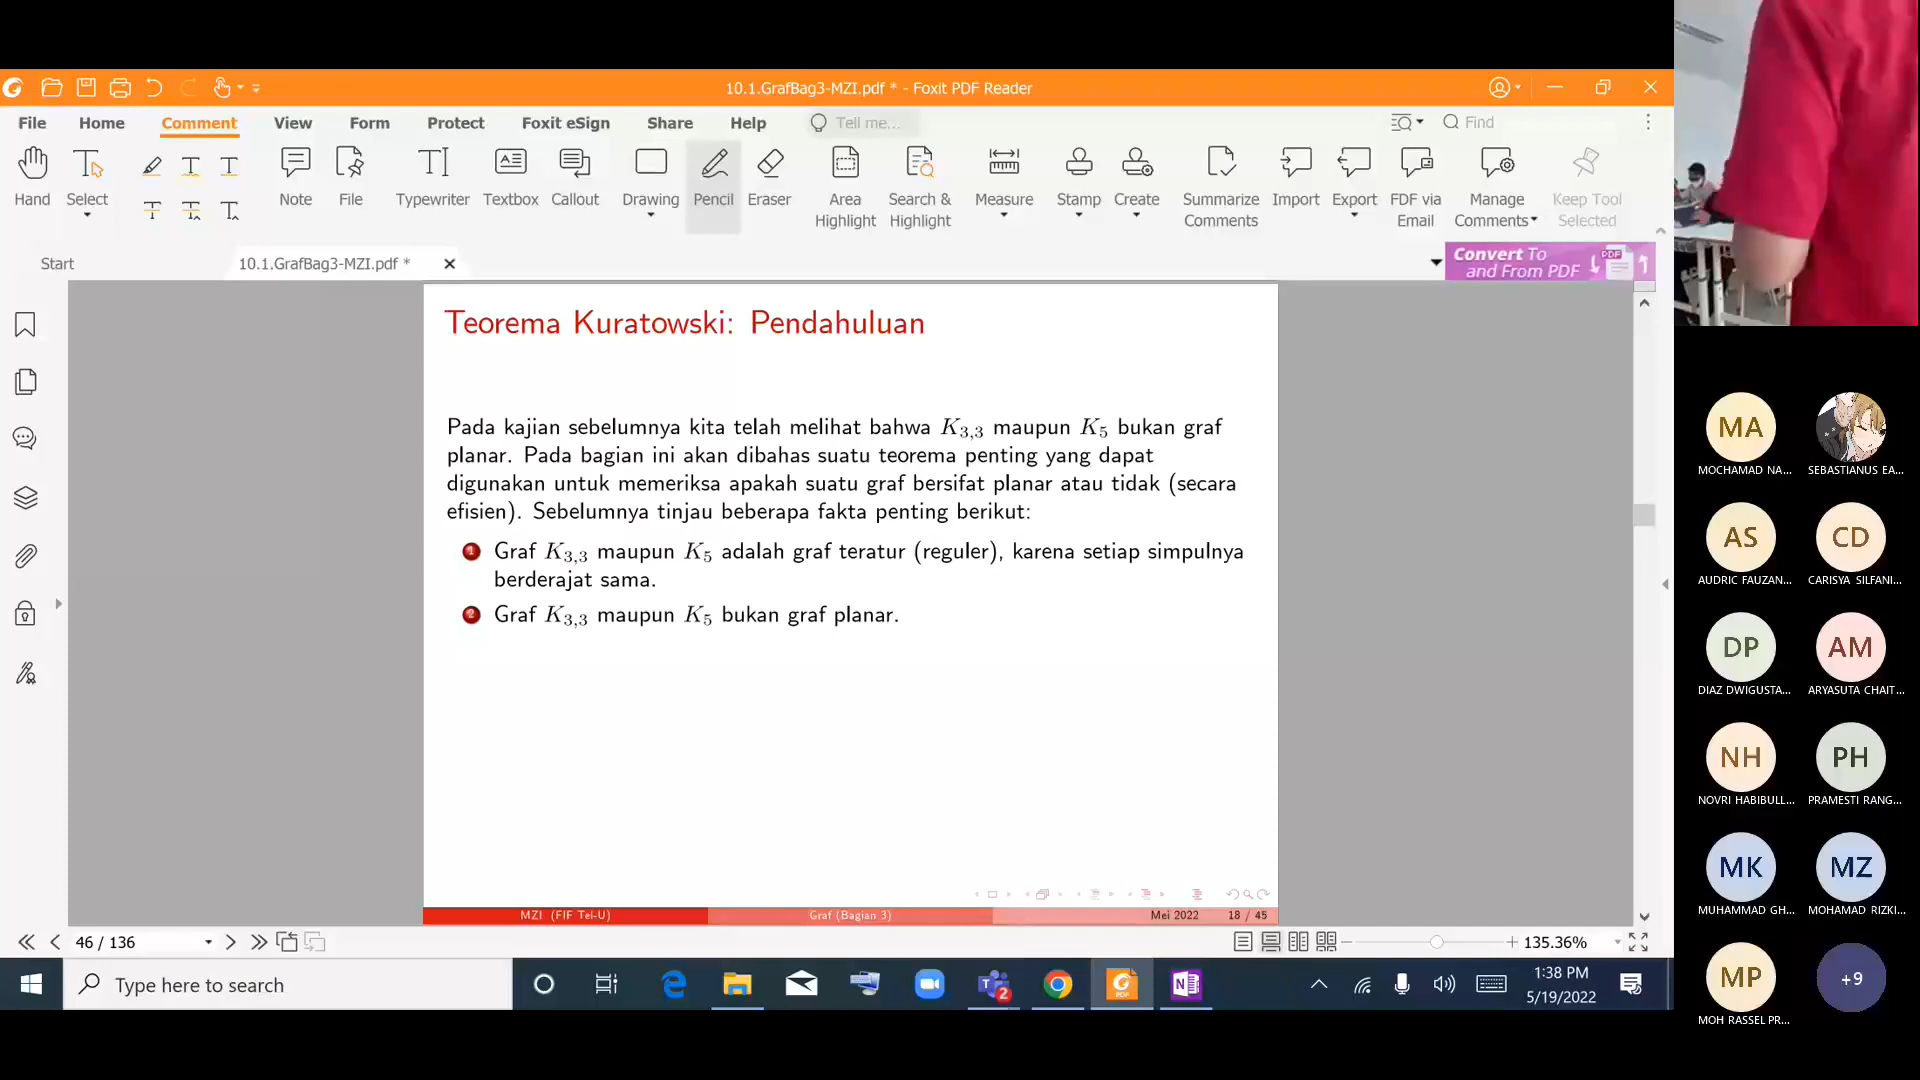 10.1.GrafBag3-MZI.pdf * - Foxit PDF Reader
File Home Comment View Form Protect Foxit eSign Share Help Tell me... Find
Hand Select Note File Typewriter Textbox Callout Drawing Pencil Eraser Area Highlight Search & Highlight Measure Stamp Create Summarize Comments Import Export FDF via Email Manage Comments Keep Tool Selected
Start 10.1.GrafBag3-MZI.pdf *
Convert To
and From PDF
PDF
Teorema Kuratowski: Pendahuluan
Pada kajian sebelumnya kita telah melihat bahwa K3,3 maupun K5 bukan graf
planar. Pada bagian ini akan dibahas suatu teorema penting yang dapat
digunakan untuk memeriksa apakah suatu graf bersifat planar atau tidak (secara
efisien). Sebelumnya tinjau beberapa fakta penting berikut:
1 Graf K3,3 maupun K5 adalah graf teratur (reguler), karena setiap simpulnya
berderajat sama.
2 Graf K3,3 maupun K5 bukan graf planar.
MZI (FIF Tel-U) Graf (Bagian 3) Mei 2022 18 / 45
46 / 136 135.36%
Type here to search
2
1:38 PM
5/19/2022
MA
MOCHAMAD NA... SEBASTIANUS EA...
AS CD
AUDRIC FAUZAN... CARISYA SILFANI...
DP AM
DIAZ DWIGUSTA... ARYASUTA CHAIT...
NH PH
NOVRI HABIBULL... PRAMESTI RANG...
MK MZ
MUHAMMAD GH... MOHAMAD RIZKI...
MP +9
MOH RASSEL PR...